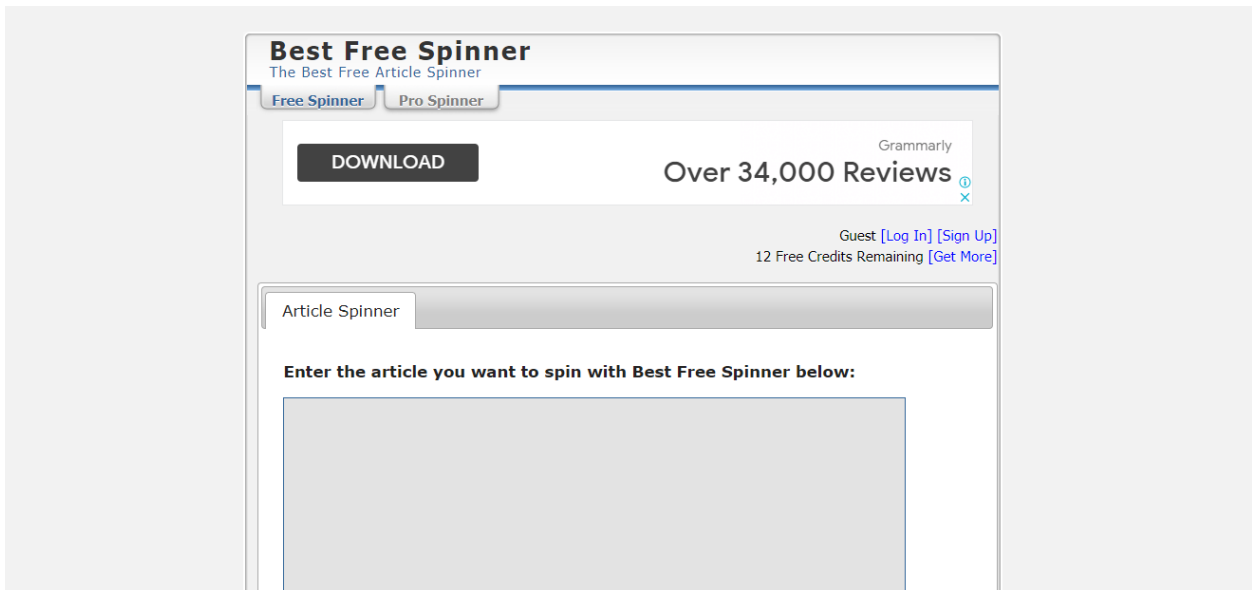 Best Free Spinner
The Best Free Article Spinner
Free Spinner Pro Spinner
DOWNLOAD
Grammarly
Over 34,000 Reviews
Guest [Log In] [Sign Up]
12 Free Credits Remaining [Get More]
Article Spinner
Enter the article you want to spin with Best Free Spinner below: